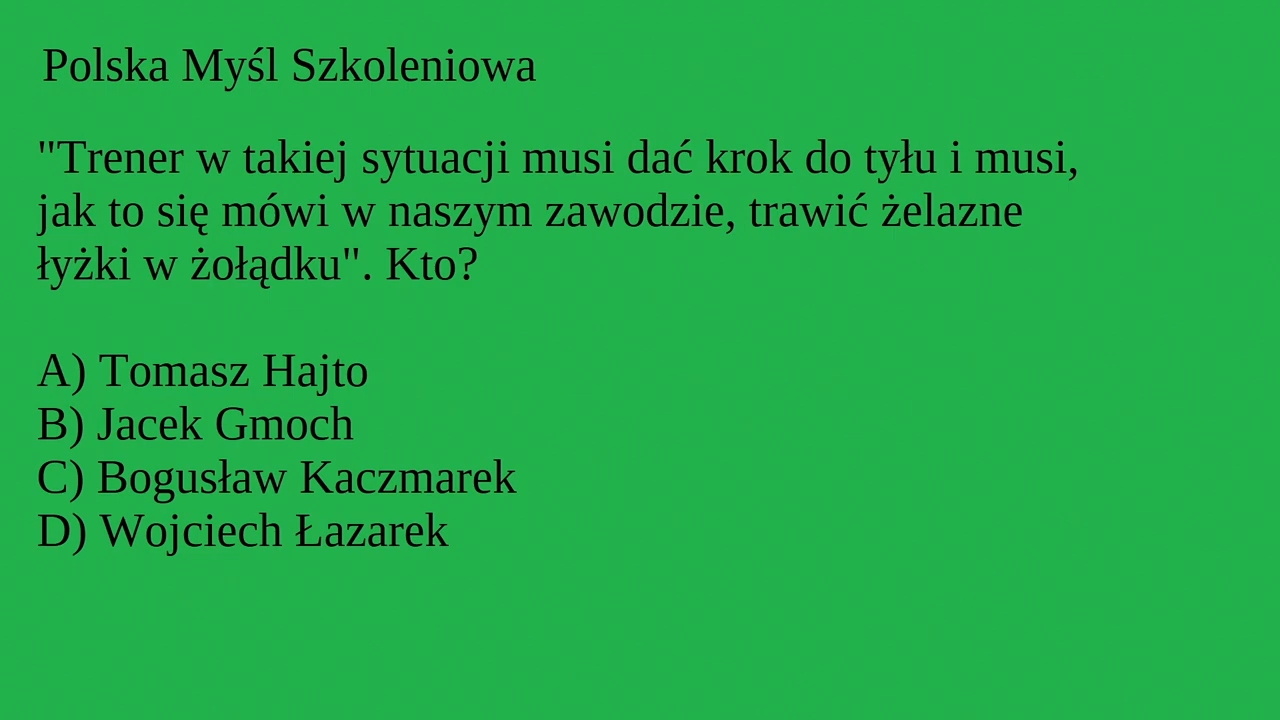 Polska Myśl Szkoleniowa
"Trener w takiej sytuacji musi dać krok do tyłu i musi,
jak to się mówi w naszym zawodzie, trawić żelazne
łyżki w żołądku". Kto?
A) Tomasz Hajto
B) Jacek Gmoch
C) Bogusław Kaczmarek
D) Wojciech Łazarek